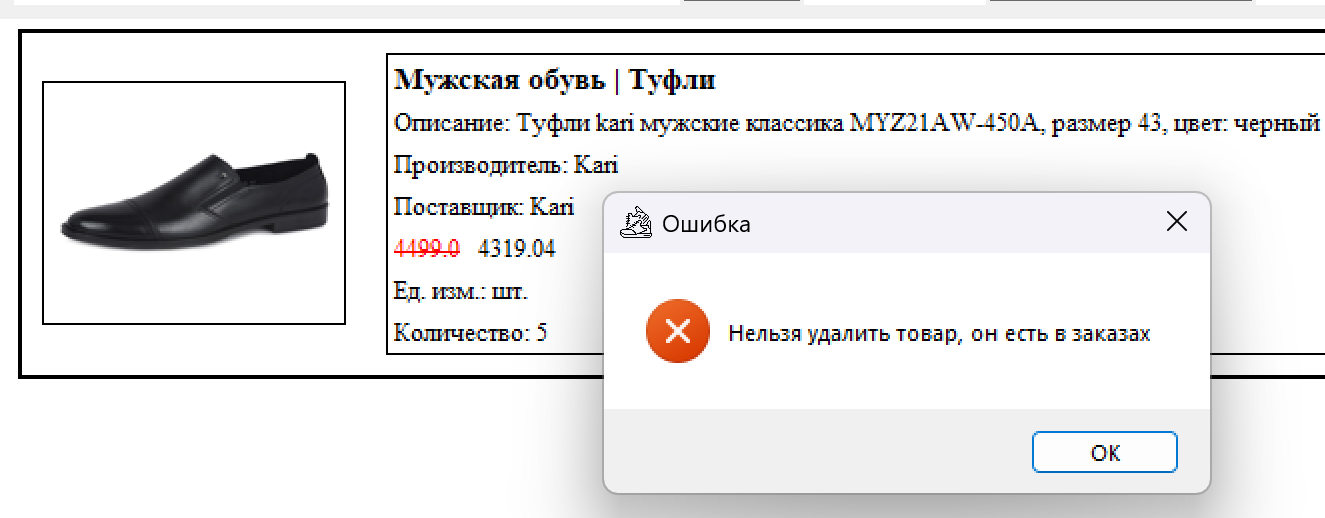 Мужская обувь | Туфли
Описание: Туфли kari мужские классика MYZ21AW-450A, размер 43, цвет: черный
Производитель: Kari
Поставщик: Kari
4499.0 4319.04
Ед. изм.: шт.
Количество: 5
Ошибка
Нельзя удалить товар, он есть в заказах
ОК